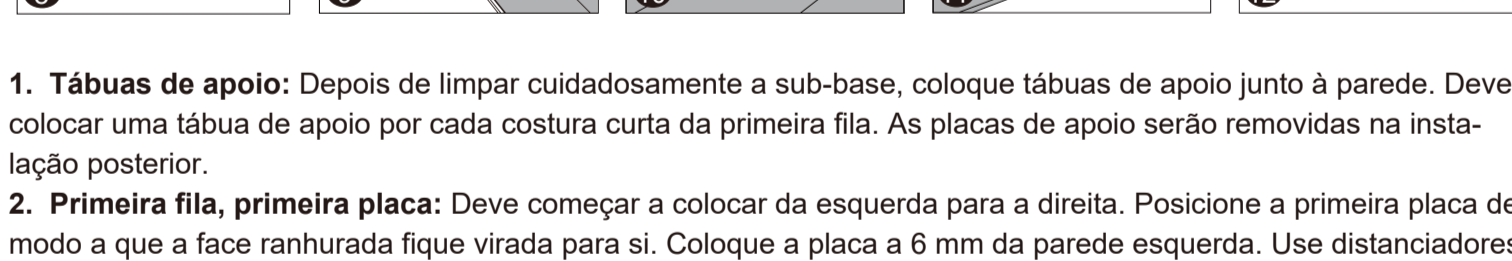 1. Tábuas de apoio: Depois de limpar cuidadosamente a sub-base, coloque tábuas de apoio junto à parede. Deve
colocar uma tábua de apoio por cada costura curta da primeira fila. As placas de apoio serão removidas na insta-
lação posterior.
2. Primeira fila, primeira placa: Deve começar a colocar da esquerda para a direita. Posicione a primeira placa de
modo a que a face ranhurada fique virada para si. Coloque a placa a 6 mm da parede esquerda. Use distanciadores